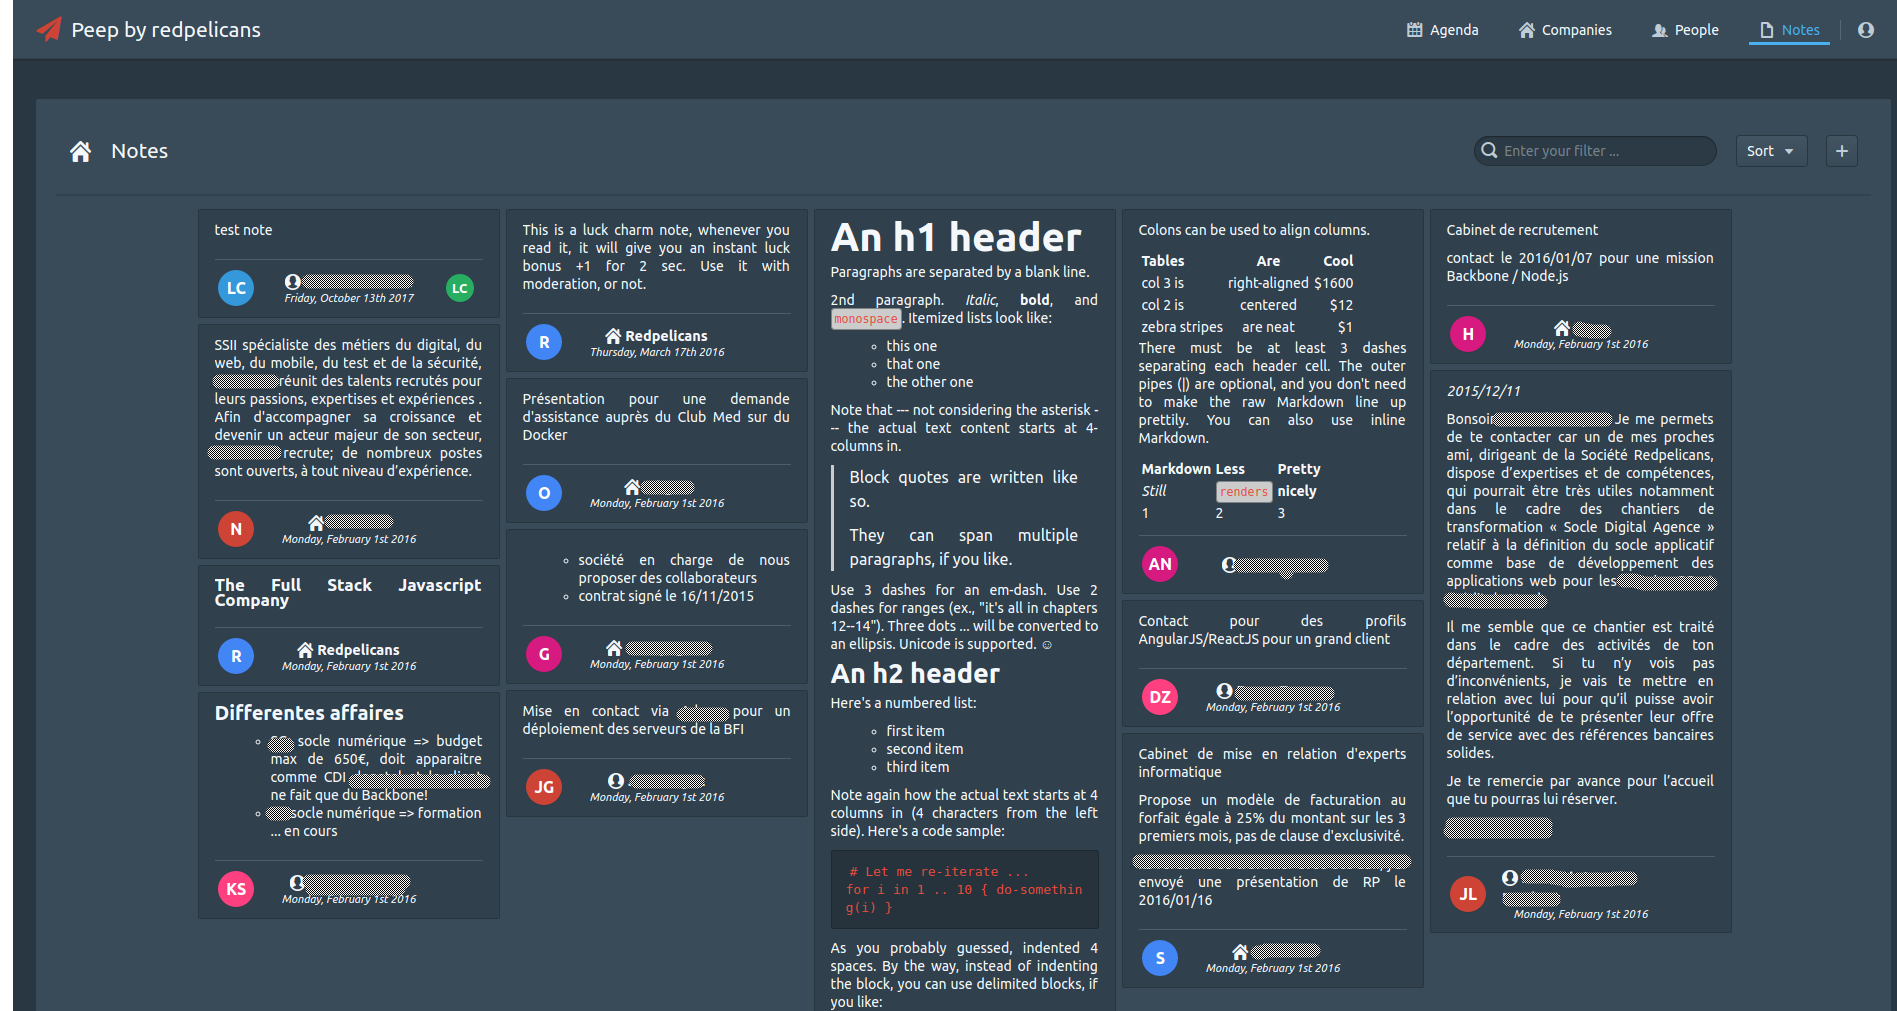 Peep by redpelicans
Agenda
Companies
People
Notes
Notes
Enter your filter ...
Sort
+
test note
LC
Friday, October 13th 2017
LC
SSII spécialiste des métiers du digital, du
web, du mobile, du test et de la sécurité,
réunit des talents recrutés pour
leurs passions, expertises et expériences .
Afin d'accompagner sa croissance et
devenir un acteur majeur de son secteur,
recrute; de nombreux postes
sont ouverts, à tout niveau d’expérience.
N
Monday, February 1st 2016
The Full Stack Javascript
Company
R
Redpelicans
Monday, February 1st 2016
Differentes affaires
socle numérique => budget
max de 650€, doit apparaitre
comme CDI
ne fait que du Backbone!
socle numérique => formation
... en cours
KS
Monday, February 1st 2016
This is a luck charm note, whenever you
read it, it will give you an instant luck
bonus +1 for 2 sec. Use it with
moderation, or not.
R
Redpelicans
Thursday, March 17th 2016
Présentation pour une demande
d'assistance auprès du Club Med sur du
Docker
O
Monday, February 1st 2016
société en charge de nous
proposer des collaborateurs
contrat signé le 16/11/2015
G
Monday, February 1st 2016
Mise en contact via pour un
déploiement des serveurs de la BFI
JG
Monday, February 1st 2016
An h1 header
Paragraphs are separated by a blank line.
2nd paragraph. Italic, bold, and
monospace. Itemized lists look like:
this one
that one
the other one
Note that --- not considering the asterisk -
-- the actual text content starts at 4-
columns in.
Block quotes are written like
so.
They can span multiple
paragraphs, if you like.
Use 3 dashes for an em-dash. Use 2
dashes for ranges (ex., "it's all in chapters
12--14"). Three dots ... will be converted to
an ellipsis. Unicode is supported. ☺
An h2 header
Here's a numbered list:
first item
second item
third item
Note again how the actual text starts at 4
columns in (4 characters from the left
side). Here's a code sample:
# Let me re-iterate ...
for i in 1 .. 10 { do-somethin
g(i) }
As you probably guessed, indented 4
spaces. By the way, instead of indenting
the block, you can use delimited blocks, if
you like:
Colons can be used to align columns.
Tables Are Cool
col 3 is right-aligned $1600
col 2 is centered $12
zebra stripes are neat $1
There must be at least 3 dashes
separating each header cell. The outer
pipes (|) are optional, and you don't need
to make the raw Markdown line up
prettily. You can also use inline
Markdown.
Markdown Less Pretty
Still renders nicely
1 2 3
AN
Contact pour des profils
AngularJS/ReactJS pour un grand client
DZ
Monday, February 1st 2016
Cabinet de mise en relation d'experts
informatique
Propose un modèle de facturation au
forfait égale à 25% du montant sur les 3
premiers mois, pas de clause d'exclusivité.
envoyé une présentation de RP le
2016/01/16
S
Monday, February 1st 2016
Cabinet de recrutement
contact le 2016/01/07 pour une mission
Backbone / Node.js
H
Monday, February 1st 2016
2015/12/11
Bonsoir Je me permets
de te contacter car un de mes proches
ami, dirigeant de la Société Redpelicans,
dispose d’expertises et de compétences,
qui pourrait être très utiles notamment
dans le cadre des chantiers de
transformation « Socle Digital Agence »
relatif à la définition du socle applicatif
comme base de développement des
applications web pour les
Il me semble que ce chantier est traité
dans le cadre des activités de ton
département. Si tu n’y vois pas
d’inconvénients, je vais te mettre en
relation avec lui pour qu’il puisse avoir
l’opportunité de te présenter leur offre
de service avec des références bancaires
solides.
Je te remercie par avance pour l’accueil
que tu pourras lui réserver.
JL
Monday, February 1st 2016